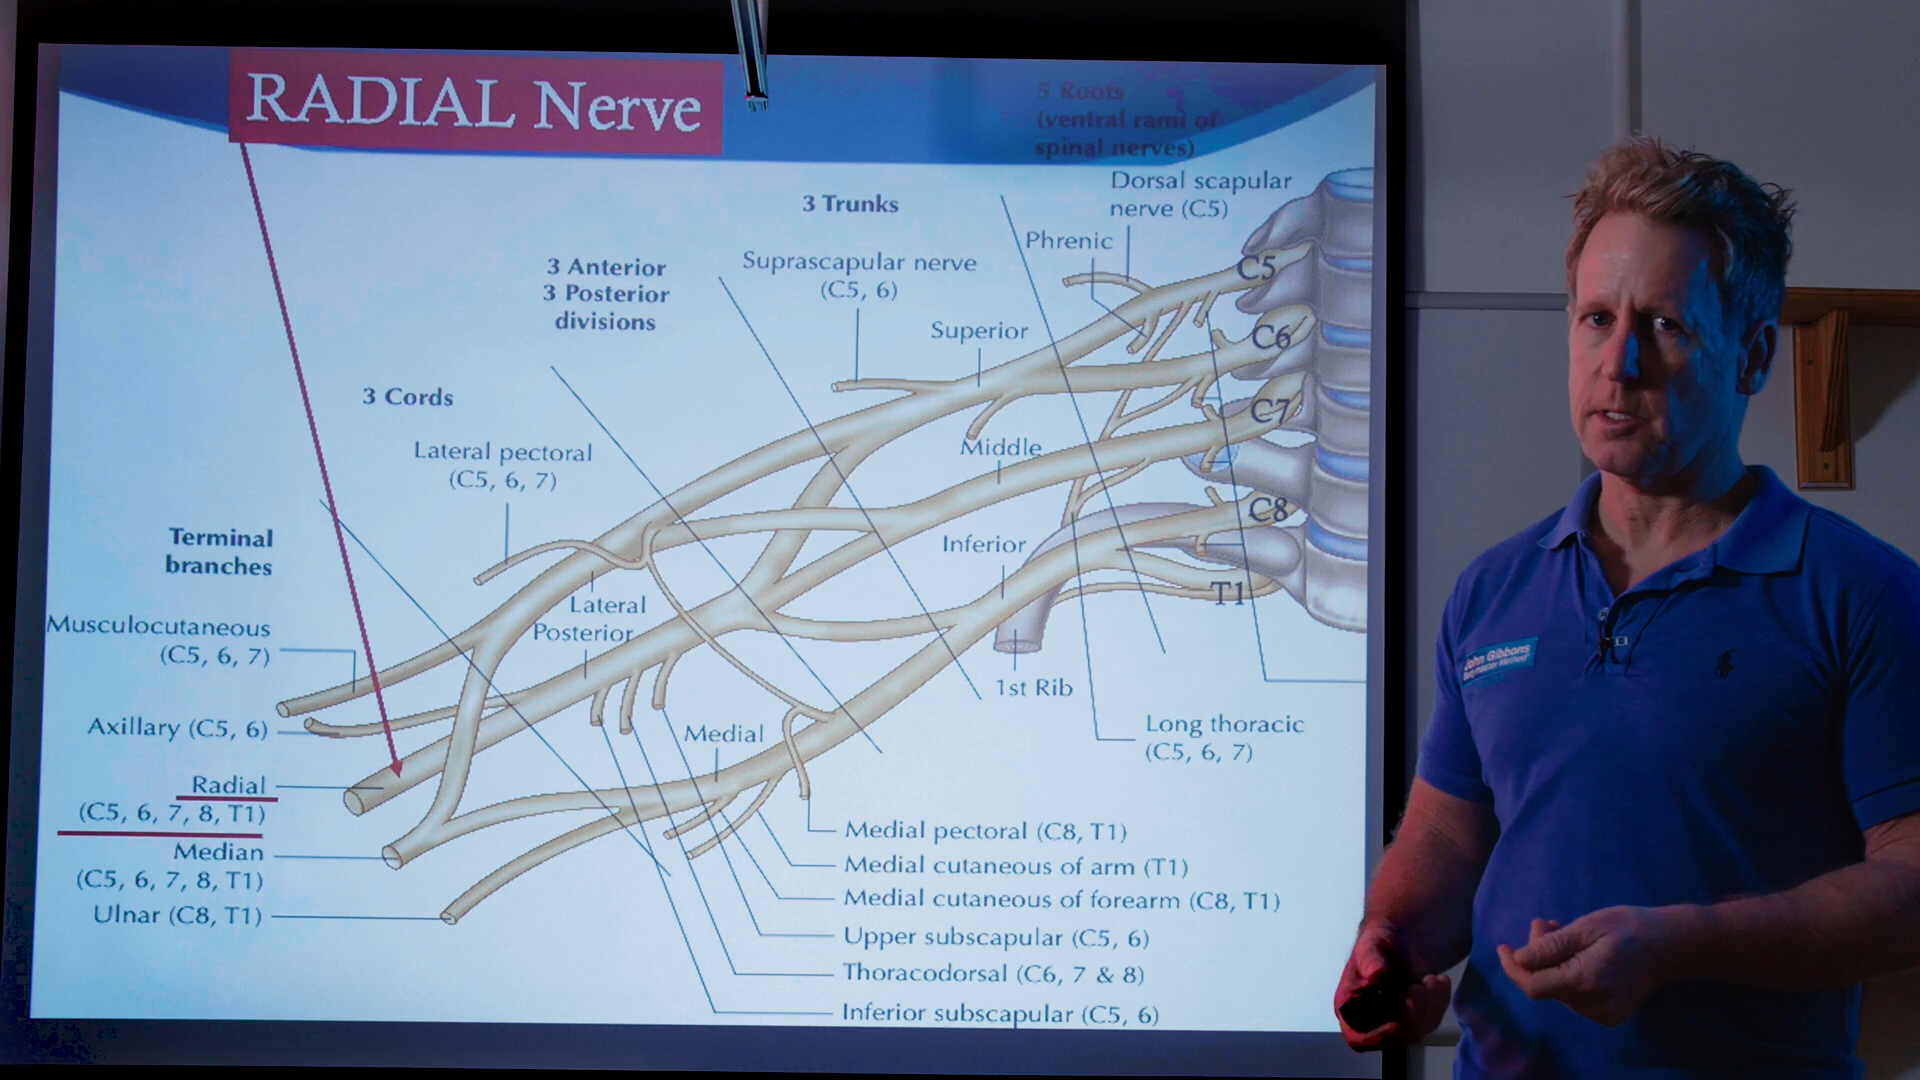 RADIAL Nerve
5 Roots
(ventral rami of
spinal nerves)
Dorsal scapular
nerve (C5)
3 Trunks
Phrenic
Suprascapular nerve
(C5, 6)
3 Anterior
3 Posterior
divisions
Superior
C5
C6
C7
C8
T1
3 Cords
Lateral pectoral
(C5, 6, 7)
Middle
Inferior
Terminal
branches
Lateral
Posterior
Musculocutaneous
(C5, 6, 7)
1st Rib
Axillary (C5, 6)
Medial
Long thoracic
(C5, 6, 7)
Radial
(C5, 6, 7, 8, T1)
Median
(C5, 6, 7, 8, T1)
Ulnar (C8, T1)
Medial pectoral (C8, T1)
Medial cutaneous of arm (T1)
Medial cutaneous of forearm (C8, T1)
Upper subscapular (C5, 6)
Thoracodorsal (C6, 7 & 8)
Inferior subscapular (C5, 6)
John Gibbons